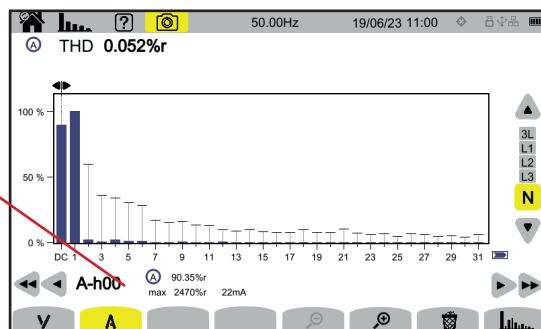 ? 50.00Hz 19/06/23 11:00
A THD 0.052%r
100 %
50 %
0 %
DC 1 3 5 7 9 11 13 15 17 19 21 23 25 27 29 31
3L
L1
L2
L3
N
A-h00 A 90.35%r
max 2470%r 22mA
V A